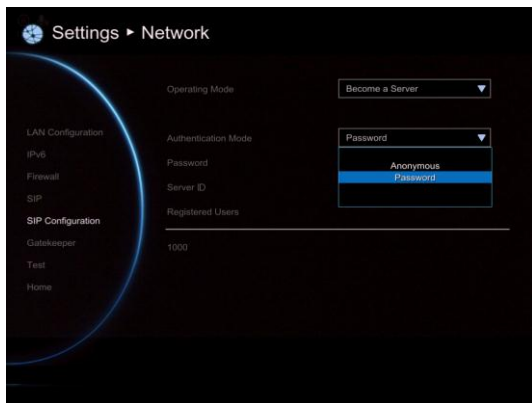 Settings ▸ Network
Operating Mode
Become a Server
LAN Configuration
Authentication Mode
Password
IPv6
Password
Anonymous
Firewall
Password
SIP
Server ID
SIP Configuration
Registered Users
Gatekeeper
1000
Test
Home